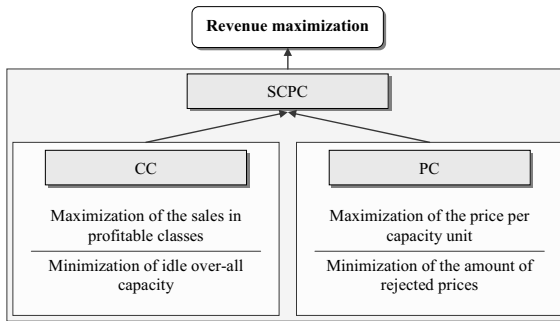 Revenue maximization
SCPC
CC
Maximization of the sales in
profitable classes
Minimization of idle over-all
capacity
PC
Maximization of the price per
capacity unit
Minimization of the amount of
rejected prices